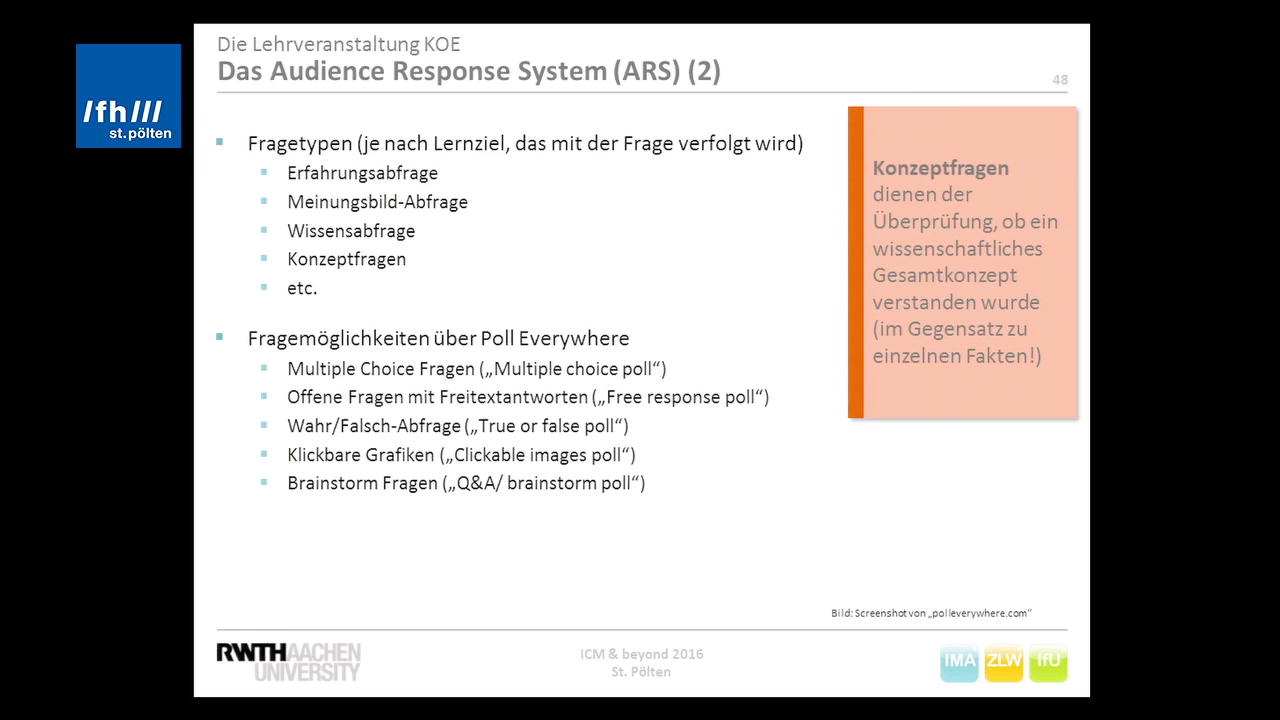 /fh///
st.pölten
Die Lehrveranstaltung KOE
Das Audience Response System (ARS) (2)
48
Fragetypen (je nach Lernziel, das mit der Frage verfolgt wird)
Erfahrungsabfrage
Meinungsbild-Abfrage
Wissensabfrage
Konzeptfragen
etc.
Fragemöglichkeiten über Poll Everywhere
Multiple Choice Fragen („Multiple choice poll“)
Offene Fragen mit Freitextantworten („Free response poll“)
Wahr/Falsch-Abfrage („True or false poll“)
Klickbare Grafiken („Clickable images poll“)
Brainstorm Fragen („Q&A/ brainstorm poll“)
Konzeptfragen
dienen der
Überprüfung, ob ein
wissenschaftliches
Gesamtkonzept
verstanden wurde
(im Gegensatz zu
einzelnen Fakten!)
Bild: Screenshot von „polleverywhere.com“
RWTHAACHEN
UNIVERSITY
ICM & beyond 2016
St. Pölten
IMA ZLW IfU